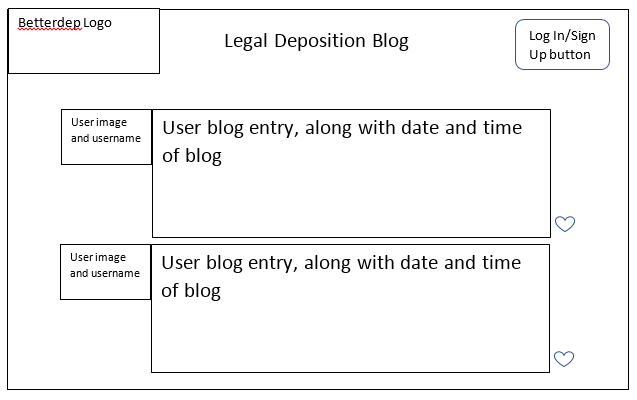 Betterdep Logo
Legal Deposition Blog
Log In/Sign
Up button
User image
and username
User blog entry, along with date and time
of blog
User image
and username
User blog entry, along with date and time
of blog